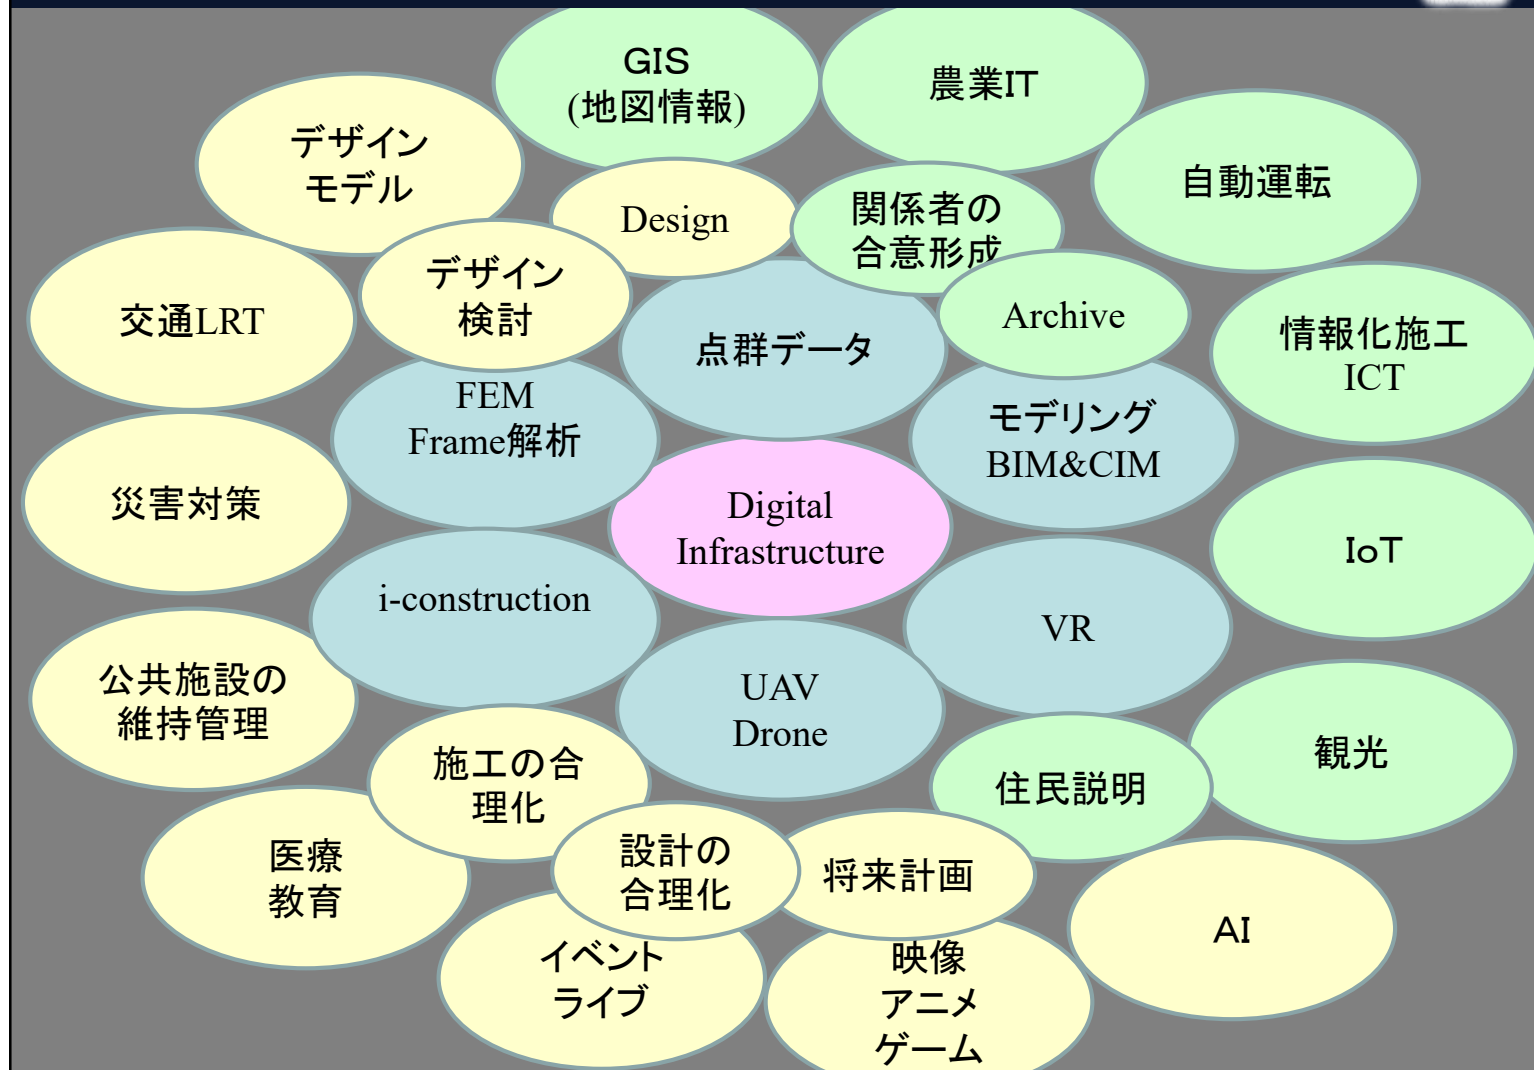 GIS
(地図情報)
農業IT
デザイン
モデル
自動運転
Design
関係者の
合意形成
デザイン
検討
交通LRT
点群データ
Archive
情報化施工
ICT
FEM
Frame解析
モデリング
BIM&CIM
災害対策
Digital
Infrastructure
IoT
i-construction
VR
公共施設の
維持管理
UAV
Drone
観光
施工の合
理化
住民説明
医療
教育
設計の
合理化
将来計画
AI
イベント
ライブ
映像
アニメ
ゲーム